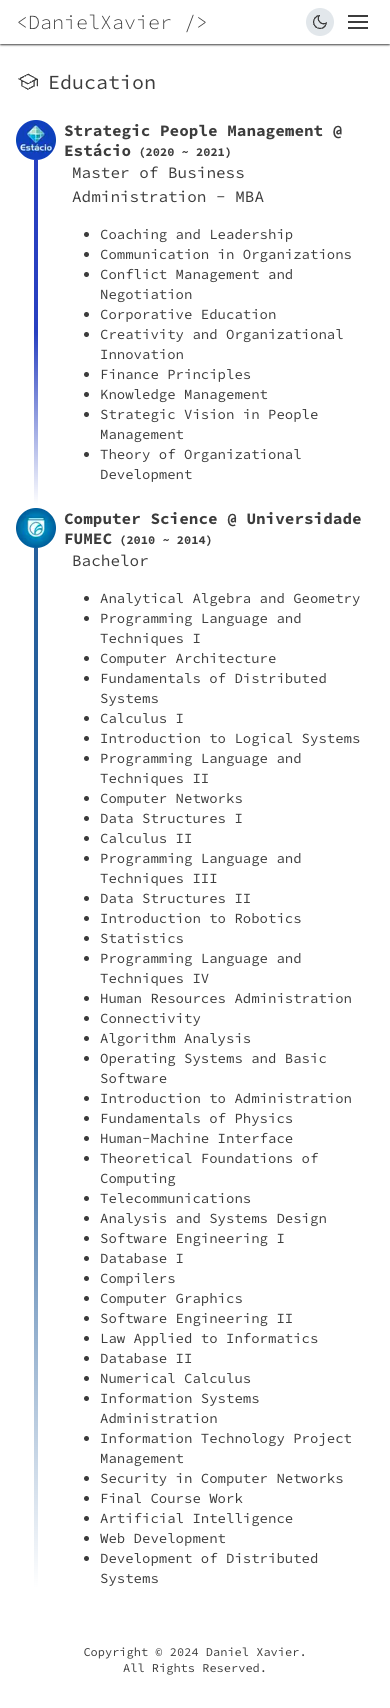 <DanielXavier />
Education
Strategic People Management @
Estácio (2020 ~ 2021)
Estácio
Master of Business
Administration - MBA
Coaching and Leadership
Communication in Organizations
Conflict Management and
Negotiation
Corporative Education
Creativity and Organizational
Innovation
Finance Principles
Knowledge Management
Strategic Vision in People
Management
Theory of Organizational
Development
Computer Science @ Universidade
FUMEC (2010 ~ 2014)
Bachelor
Analytical Algebra and Geometry
Programming Language and
Techniques I
Computer Architecture
Fundamentals of Distributed
Systems
Calculus I
Introduction to Logical Systems
Programming Language and
Techniques II
Computer Networks
Data Structures I
Calculus II
Programming Language and
Techniques III
Data Structures II
Introduction to Robotics
Statistics
Programming Language and
Techniques IV
Human Resources Administration
Connectivity
Algorithm Analysis
Operating Systems and Basic
Software
Introduction to Administration
Fundamentals of Physics
Human-Machine Interface
Theoretical Foundations of
Computing
Telecommunications
Analysis and Systems Design
Software Engineering I
Database I
Compilers
Computer Graphics
Software Engineering II
Law Applied to Informatics
Database II
Numerical Calculus
Information Systems
Administration
Information Technology Project
Management
Security in Computer Networks
Final Course Work
Artificial Intelligence
Web Development
Development of Distributed
Systems
Copyright © 2024 Daniel Xavier.
All Rights Reserved.